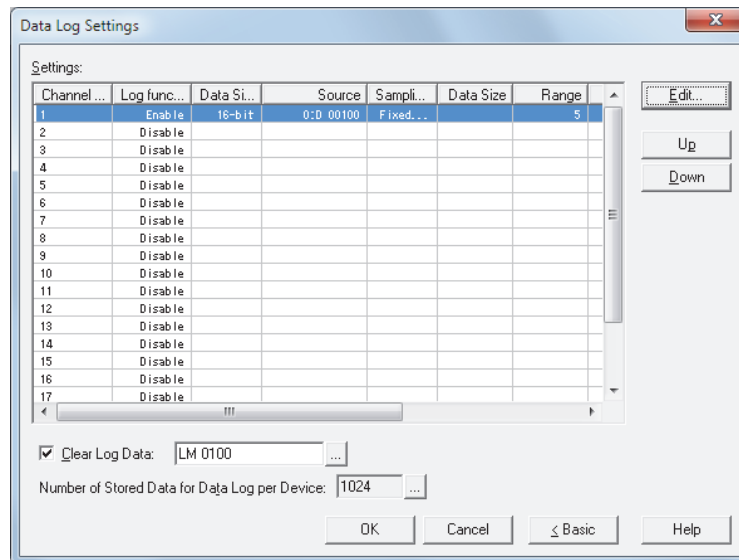 Data Log Settings
Settings:
Channel ... Log func... Data Si... Source Sampli... Data Size Range
1 Enable 16-bit 0:D 00100 Fixed... 5
2 Disable
3 Disable
4 Disable
5 Disable
6 Disable
7 Disable
8 Disable
9 Disable
10 Disable
11 Disable
12 Disable
13 Disable
14 Disable
15 Disable
16 Disable
17 Disable
Edit...
Up
Down
Clear Log Data: LM 0100 ...
Number of Stored Data for Data Log per Device: 1024 ...
OK Cancel < Basic Help